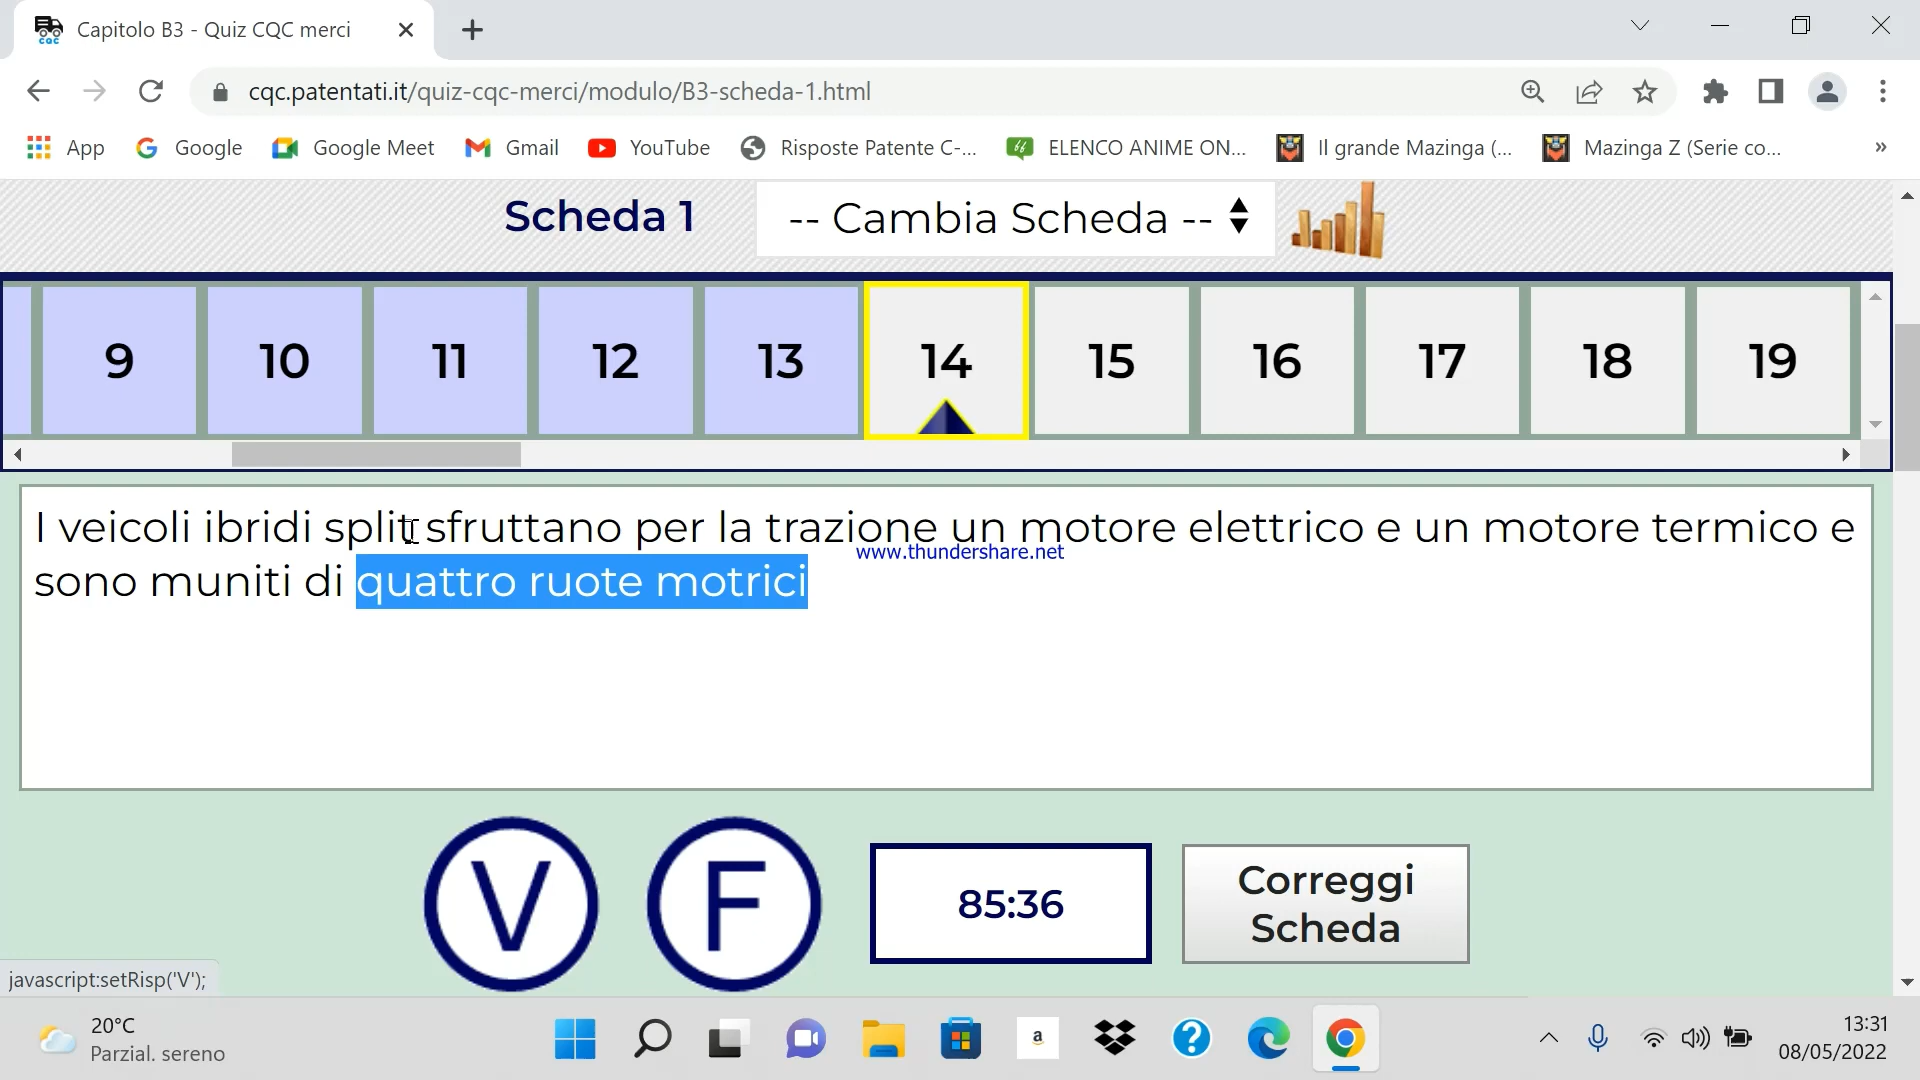 Capitolo B3 - Quiz CQC merci
cqc.patentati.it/quiz-cqc-merci/modulo/B3-scheda-1.html
App Google Google Meet Gmail YouTube Risposte Patente C-... ELENCO ANIME ON... Il grande Mazinga (... Mazinga Z (Serie co... »
Scheda 1 -- Cambia Scheda --
9 10 11 12 13 14 15 16 17 18 19
I veicoli ibridi split sfruttano per la trazione un motore elettrico e un motore termico e
www.thundershare.net
sono muniti di quattro ruote motrici
V F 85:36 Correggi
Scheda
javascript:setRisp('V');
20°C
Parzial. sereno
13:31
08/05/2022